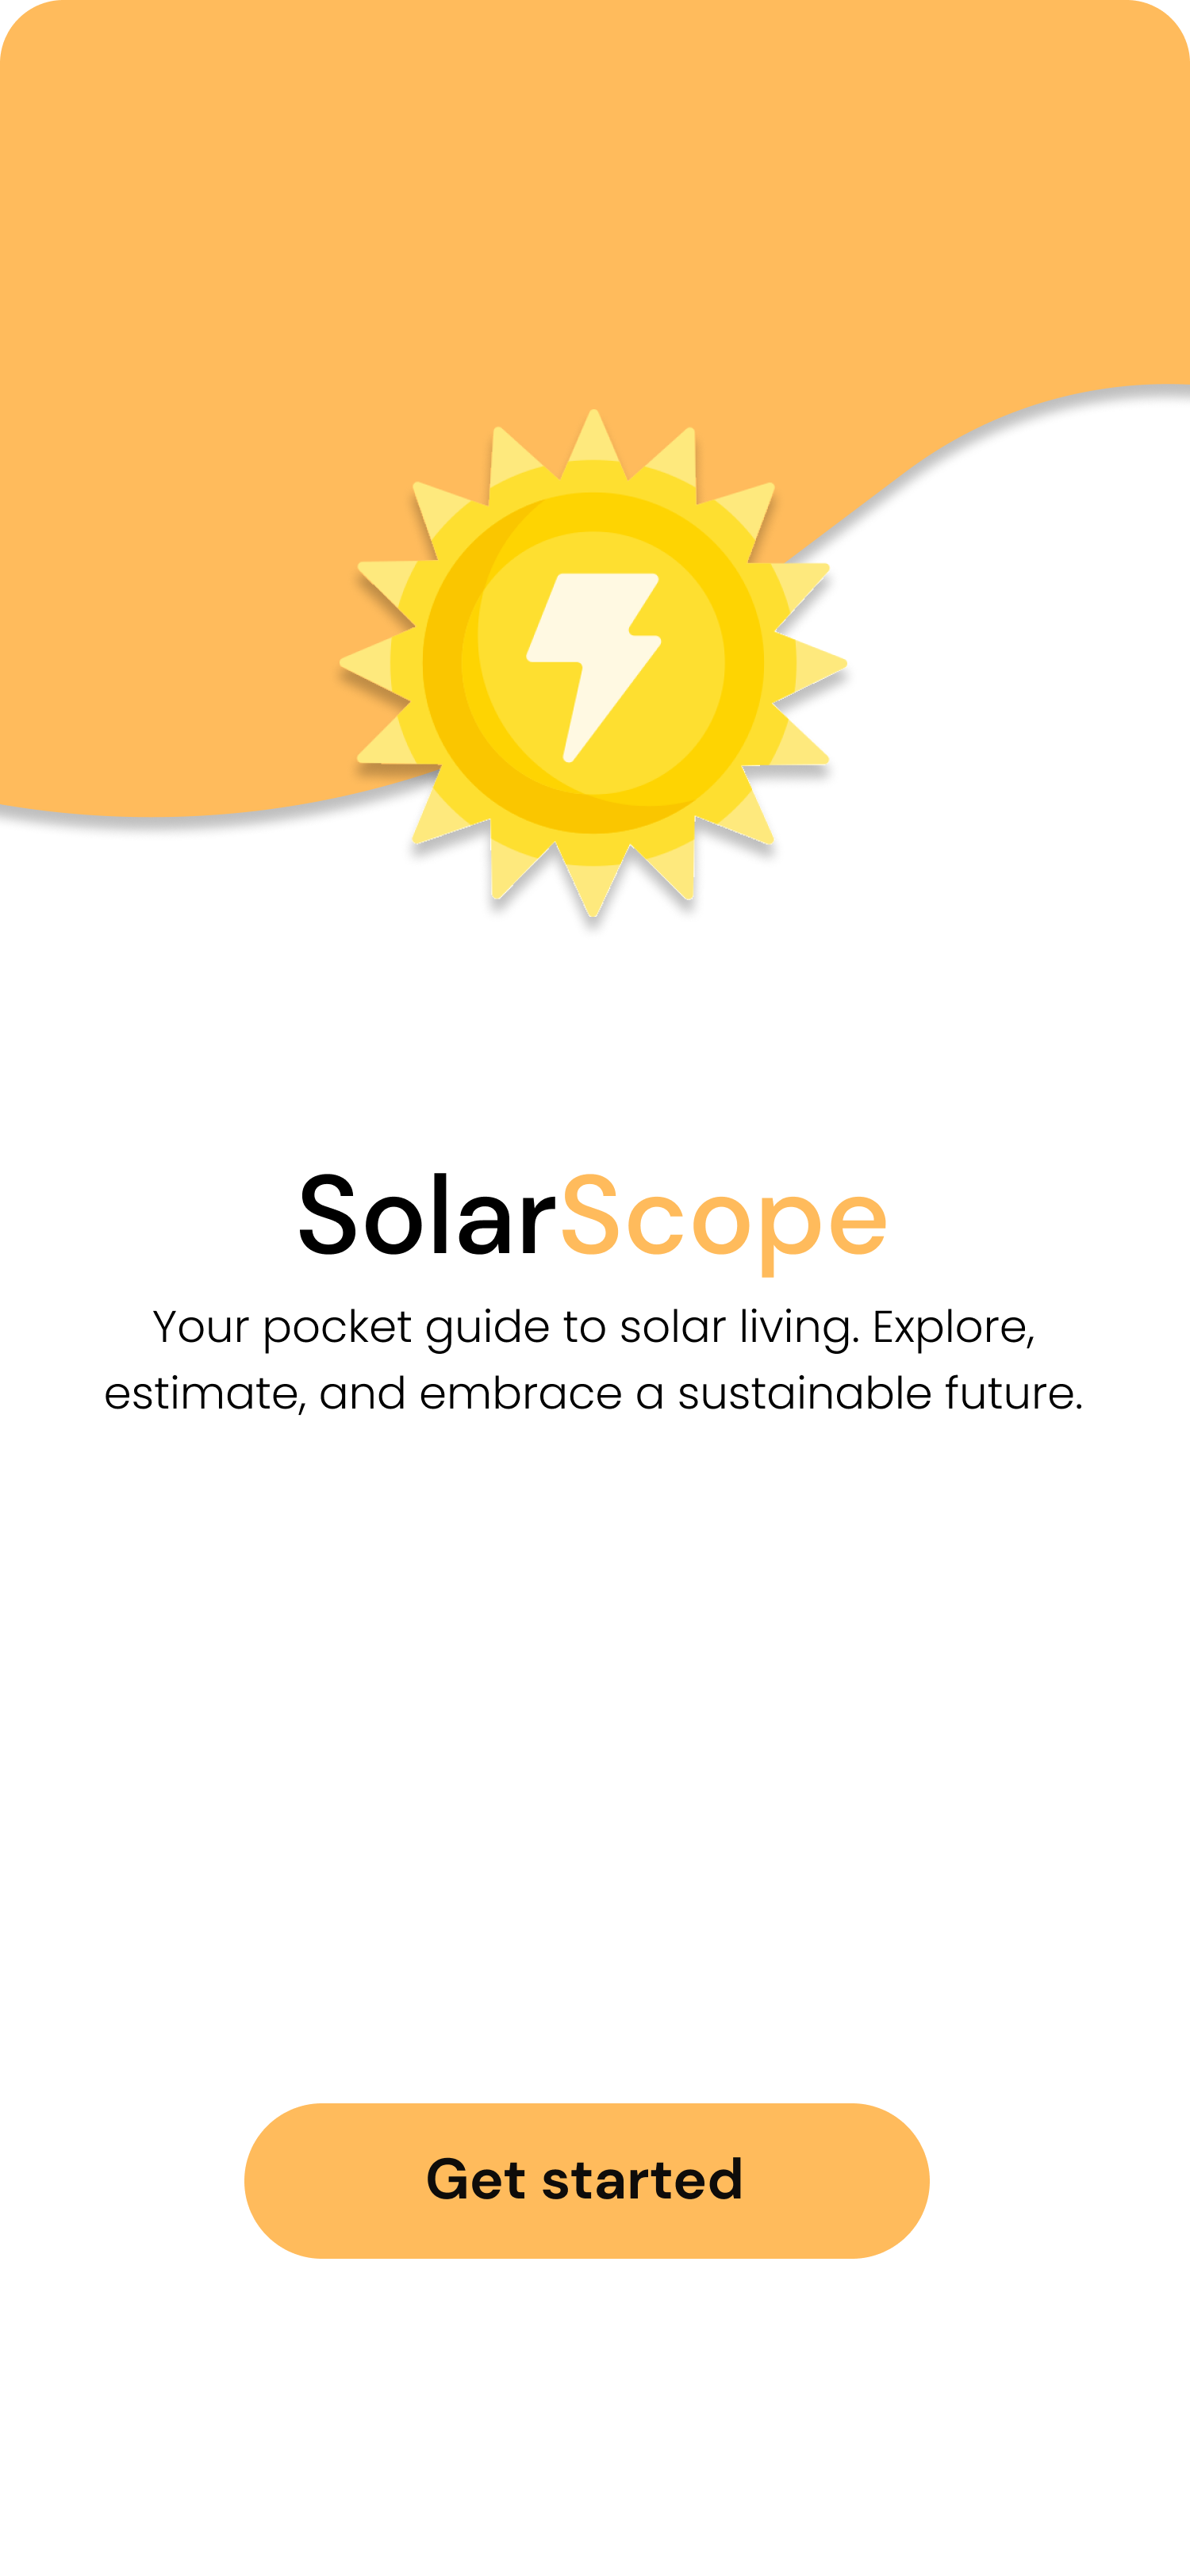 SolarScope
Your pocket guide to solar living. Explore,
estimate, and embrace a sustainable future.
Get started